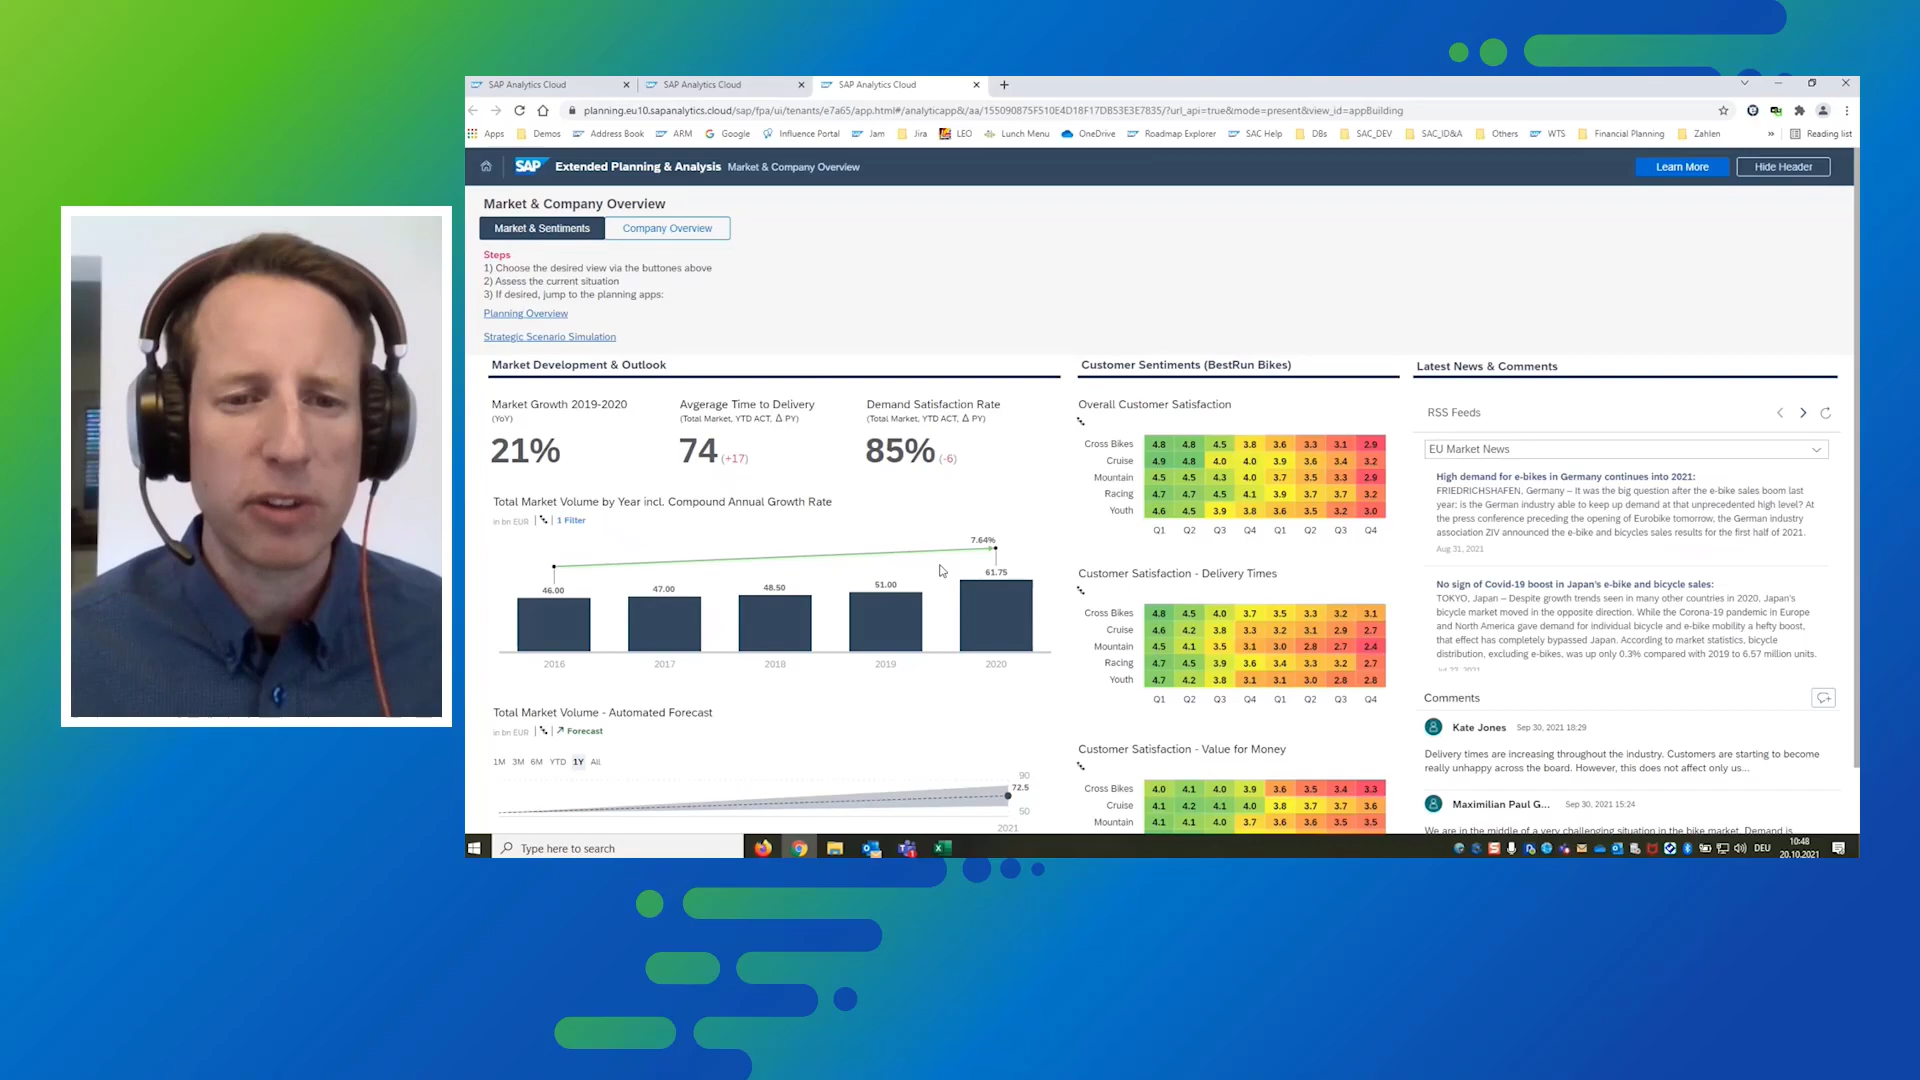 SAP Analytics Cloud
SAP Analytics Cloud
SAP Analytics Cloud
planning.eu10.sapanalytics.cloud/sap/fpa/ui/tenants/e7a65/app.html#/analyticapp&/aa/155090875F510E4D18F17DB53E3E7835/?url_api=true&mode=present&view_id=appBuilding
Apps Demos Address Book ARM Google Influence Portal Jam Jira LEO Lunch Menu OneDrive Roadmap Explorer SAC Help DBs SAC_DEV SAC_ID&A Others WTS Financial Planning Zahlen » Reading list
SAP Extended Planning & Analysis Market & Company Overview Learn More Hide Header
Market & Company Overview
Market & Sentiments Company Overview
Steps
1) Choose the desired view via the buttones above
2) Assess the current situation
3) If desired, jump to the planning apps:
Planning Overview
Strategic Scenario Simulation
Market Development & Outlook
Market Growth 2019-2020
(YoY)
21%
Avgerage Time to Delivery
(Total Market, YTD ACT, Δ PY)
74 (+17)
Demand Satisfaction Rate
(Total Market, YTD ACT, Δ PY)
85% (-6)
Total Market Volume by Year incl. Compound Annual Growth Rate
in bn EUR 1 Filter
7.64%
46.00 47.00 48.50 51.00 61.75
2016 2017 2018 2019 2020
Total Market Volume - Automated Forecast
in bn EUR Forecast
1M 3M 6M YTD 1Y All
90
72.5
50
2021
Customer Sentiments (BestRun Bikes)
Overall Customer Satisfaction
Cross Bikes 4.8 4.8 4.5 3.8 3.6 3.3 3.1 2.9
Cruise 4.9 4.8 4.0 4.0 3.9 3.6 3.4 3.2
Mountain 4.5 4.5 4.3 4.0 3.7 3.5 3.3 2.9
Racing 4.7 4.7 4.5 4.1 3.9 3.7 3.7 3.2
Youth 4.6 4.5 3.9 3.8 3.6 3.5 3.2 3.0
Q1 Q2 Q3 Q4 Q1 Q2 Q3 Q4
Customer Satisfaction - Delivery Times
Cross Bikes 4.8 4.5 4.0 3.7 3.5 3.3 3.2 3.1
Cruise 4.6 4.2 3.8 3.3 3.2 3.1 2.9 2.7
Mountain 4.5 4.1 3.5 3.1 3.0 2.8 2.7 2.4
Racing 4.7 4.5 3.9 3.6 3.4 3.3 3.2 2.7
Youth 4.7 4.2 3.8 3.1 3.1 3.0 2.8 2.8
Q1 Q2 Q3 Q4 Q1 Q2 Q3 Q4
Customer Satisfaction - Value for Money
Cross Bikes 4.0 4.1 4.0 3.9 3.6 3.5 3.4 3.3
Cruise 4.1 4.2 4.1 4.0 3.8 3.7 3.7 3.6
Mountain 4.1 4.1 4.0 3.7 3.6 3.6 3.5 3.5
Latest News & Comments
RSS Feeds
EU Market News
High demand for e-bikes in Germany continues into 2021:
FRIEDRICHSHAFEN, Germany – It was the big question after the e-bike sales boom last
year: is the German industry able to keep up demand at that unprecedented high level? At
the press conference preceding the opening of Eurobike tomorrow, the German industry
association ZIV announced the e-bike and bicycles sales results for the first half of 2021.
Aug 31, 2021
No sign of Covid-19 boost in Japan's e-bike and bicycle sales:
TOKYO, Japan – Despite growth trends seen in many other countries in 2020, Japan's
bicycle market moved in the opposite direction. While the Corona-19 pandemic in Europe
and North America gave demand for individual bicycle and e-bike mobility a hefty boost,
that effect has completely bypassed Japan. According to market statistics, bicycle
distribution, excluding e-bikes, was up only 0.3% compared with 2019 to 6.57 million units.
Comments
Kate Jones Sep 30, 2021 18:29
Delivery times are increasing throughout the industry. Customers are starting to become
really unhappy across the board. However, this does not affect only us...
Maximilian Paul G... Sep 30, 2021 15:24
We are in the middle of a very challenging situation in the bike market. Demand is
Type here to search
DEU
10:48
20.10.2021